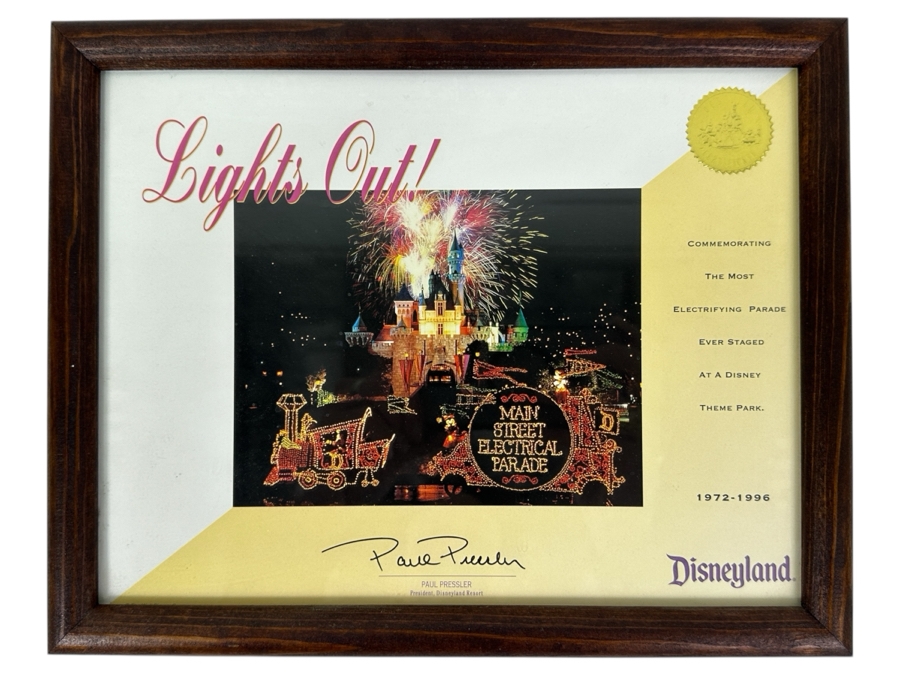 Lights Out!
COMMEMORATING
THE MOST
ELECTRIFYING PARADE
EVER STAGED
AT A DISNEY
THEME PARK.
MAIN
STREET
ELECTRICAL
PARADE
1972-1996
Paul Pressler
PAUL PRESSLER
President, Disneyland Resort
Disneyland